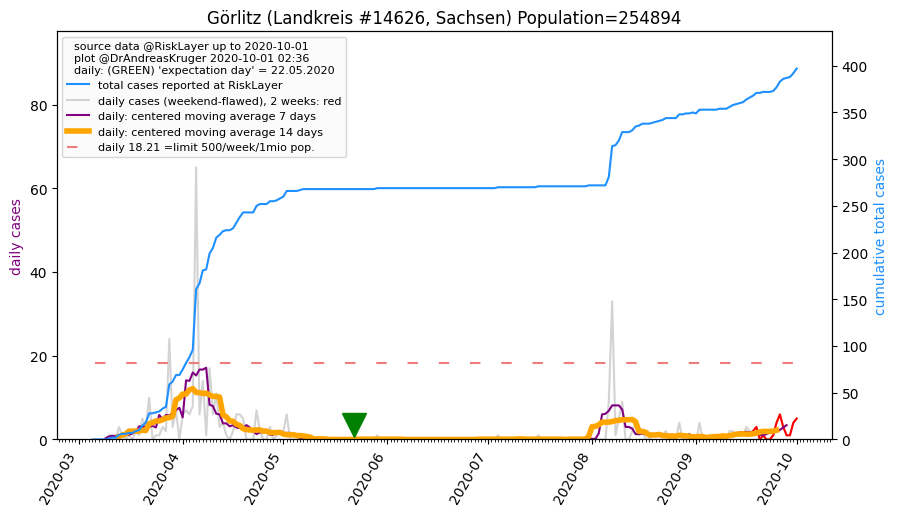 Görlitz (Landkreis #14626, Sachsen) Population=254894
source data @RiskLayer up to 2020-10-01
plot @DrAndreasKruger 2020-10-01 02:36
daily: (GREEN) 'expectation day' = 22.05.2020
total cases reported at RiskLayer
daily cases (weekend-flawed), 2 weeks: red
daily: centered moving average 7 days
daily: centered moving average 14 days
daily 18.21 =limit 500/week/1mio pop.
daily cases
80
60
40
20
0
cumulative total cases
400
350
300
250
200
150
100
50
0
2020-03
2020-04
2020-05
2020-06
2020-07
2020-08
2020-09
2020-10